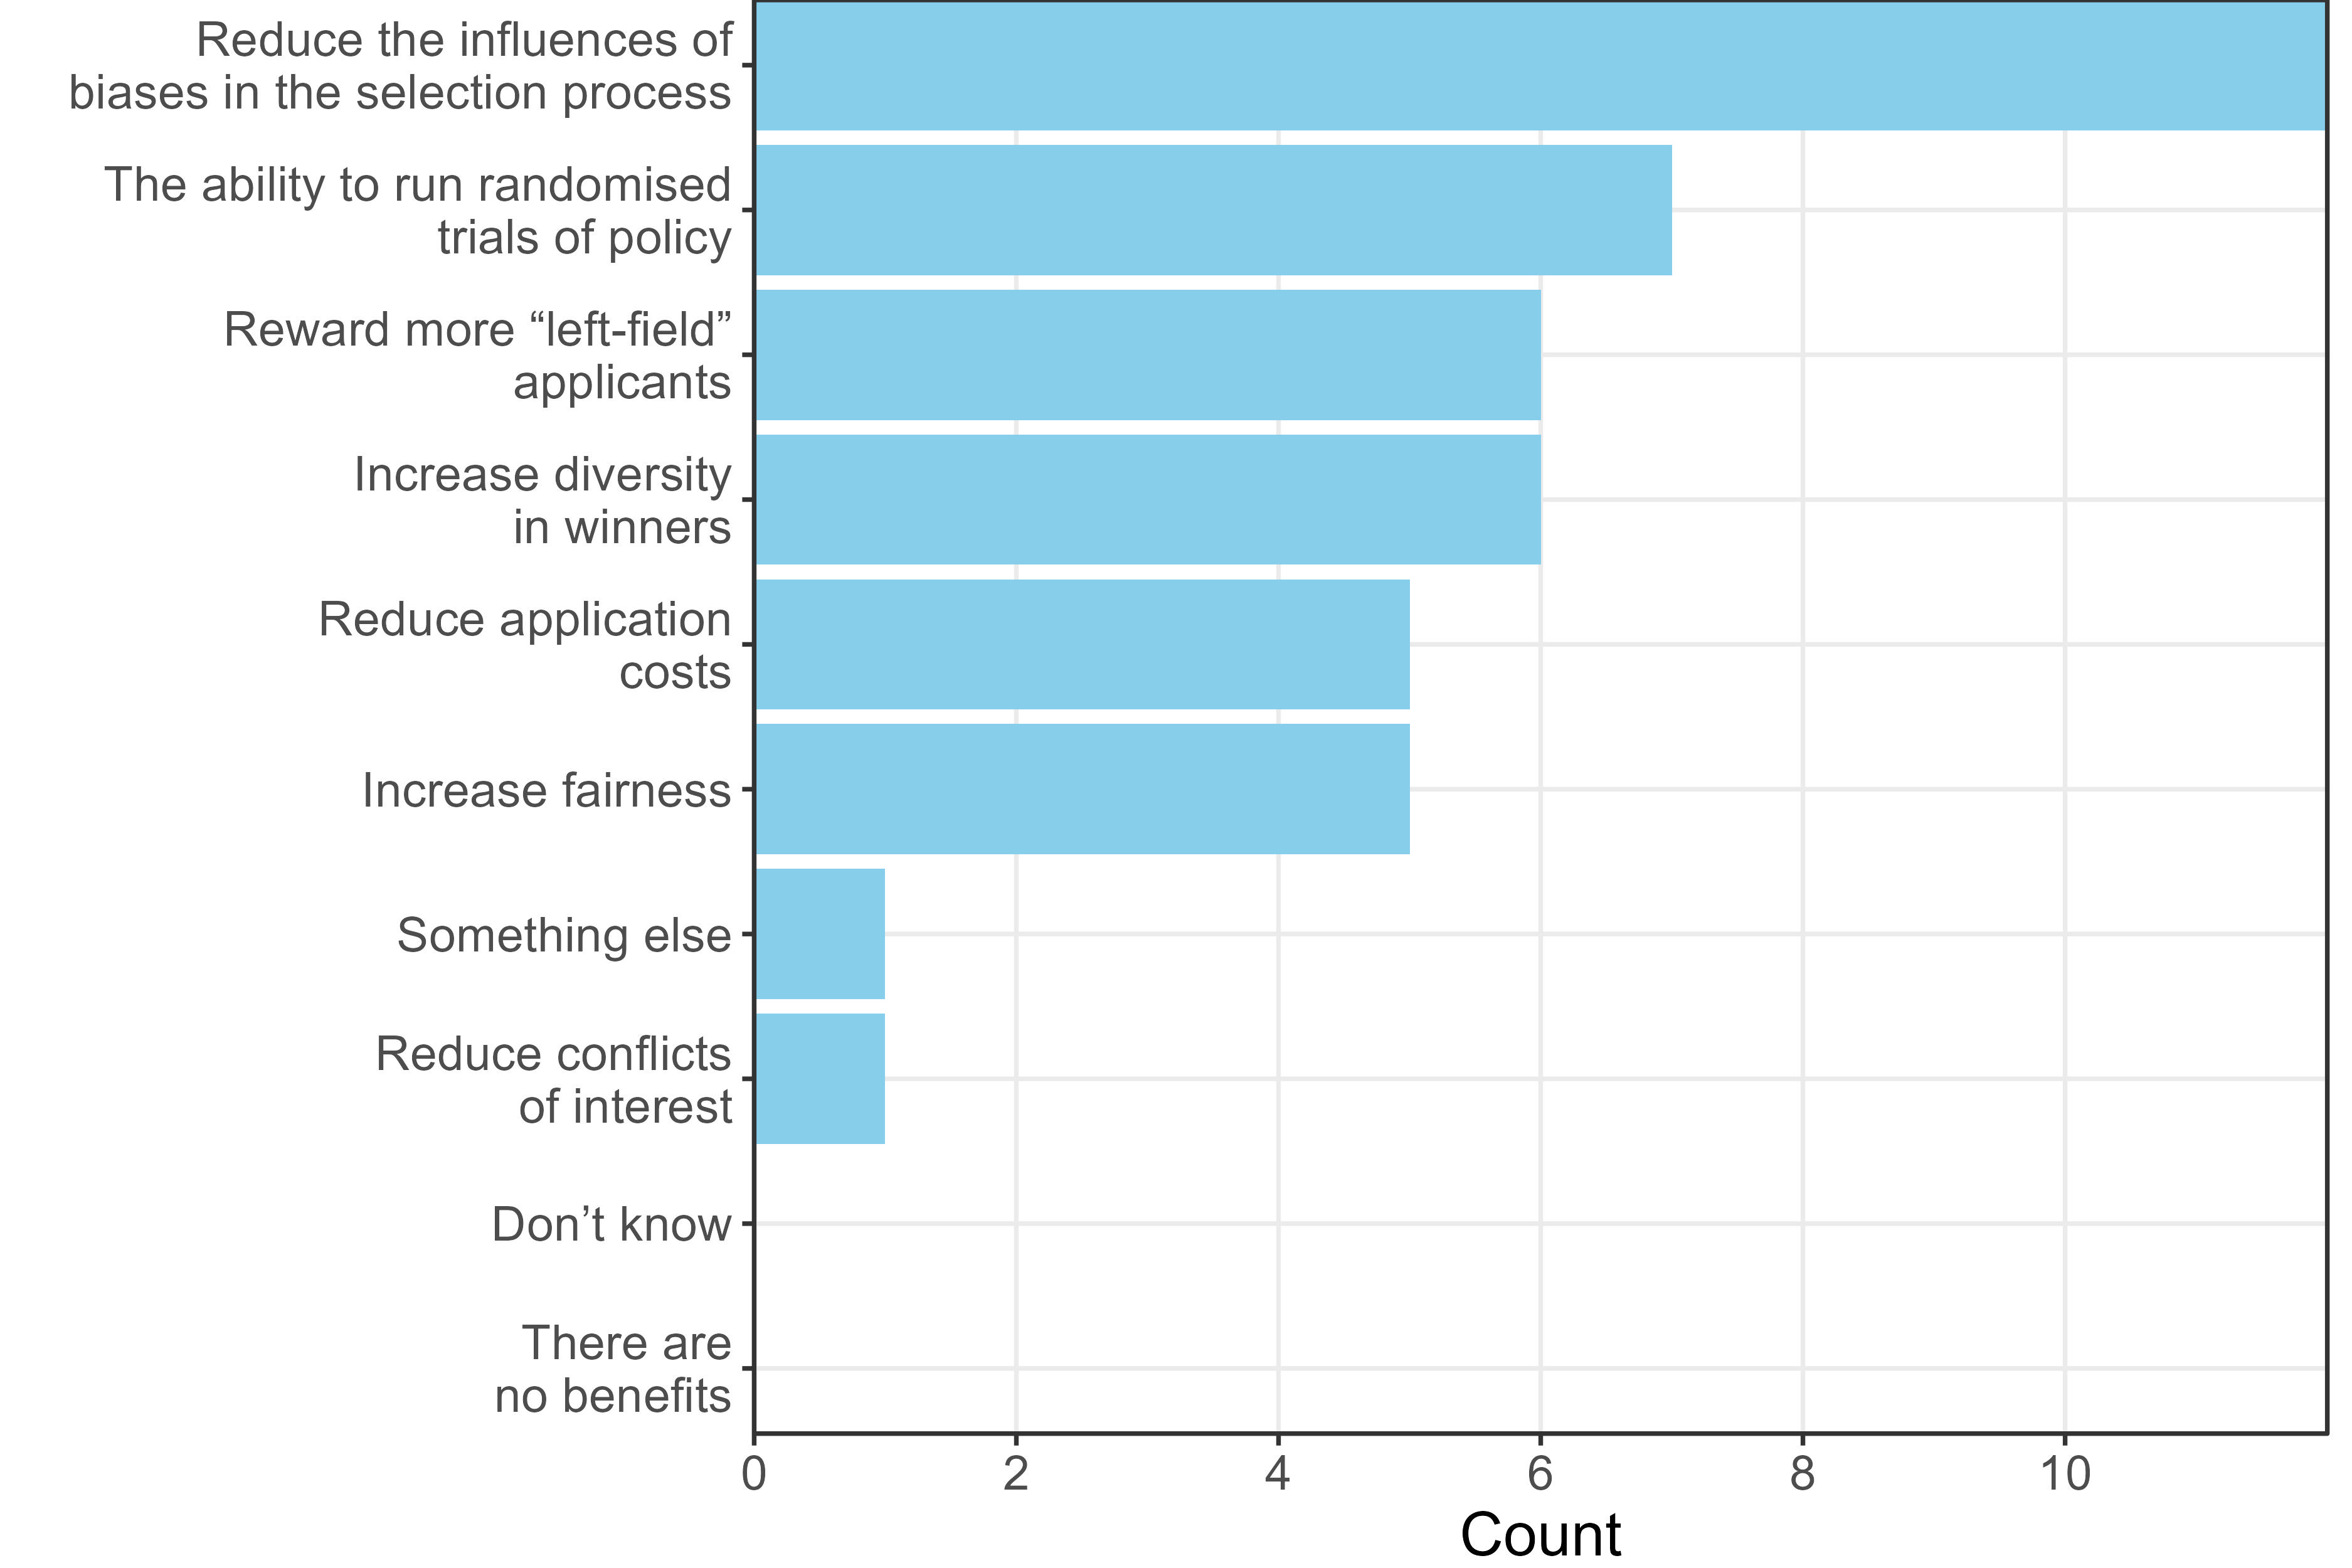 Reduce the influences of
biases in the selection process
The ability to run randomised
trials of policy
Reward more “left-field”
applicants
Increase diversity
in winners
Reduce application
costs
Increase fairness
Something else
Reduce conflicts
of interest
Don’t know
There are
no benefits
0 2 4 6 8 10
Count